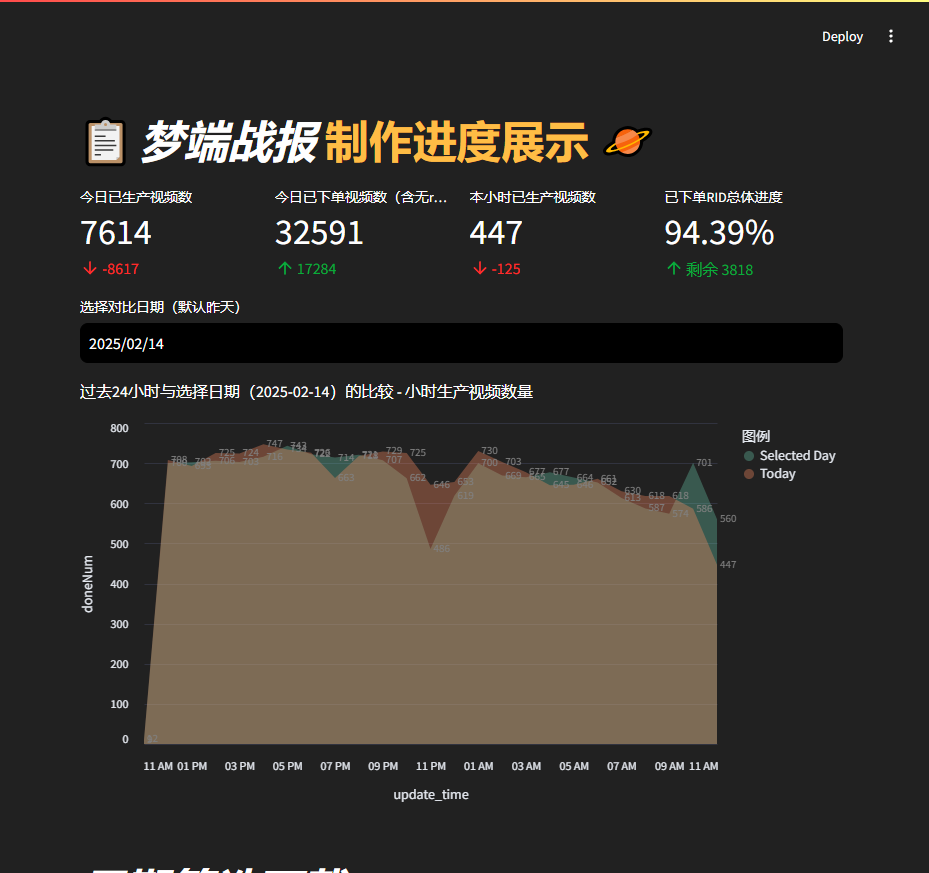 Deploy
梦端战报 制作进度展示
今日已生产视频数
7614
-8617
今日已下单视频数（含无r...
32591
17284
本小时已生产视频数
447
-125
已下单RID总体进度
94.39%
剩余 3818
选择对比日期（默认昨天）
2025/02/14
过去24小时与选择日期（2025-02-14）的比较 - 小时生产视频数量
图例
Selected Day
Today
doneNum
800
700
600
500
400
300
200
100
0
708 725 724 747 743 714 729 725 730 703 677 677 664 661 630 618 618 701
706 716 663 707 662 646 653 700 669 665 645 613 587 574 586 560
486 619 447
11 AM 01 PM 03 PM 05 PM 07 PM 09 PM 11 PM 01 AM 03 AM 05 AM 07 AM 09 AM 11 AM
update_time